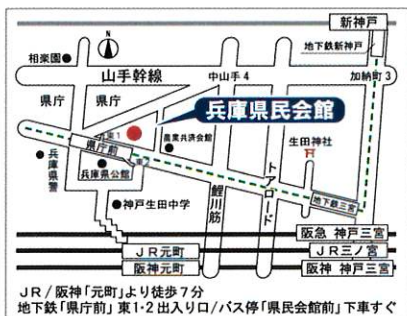 新神戸
地下鉄新神戸
N
相楽園
山手幹線
中山手4
加納町3
県庁
県庁
兵庫県民会館
東1
産業共済会館
生田神社
県庁前
東2
兵庫県警
兵庫県公館
トアロード
神戸生田中学
鯉川筋
地下鉄三宮
阪急 神戸三宮
JR元町
JR三ノ宮
阪神元町
阪神 神戸三宮
JR/阪神「元町」より徒歩7分
地下鉄「県庁前」東1・2出入り口/バス停「県民会館前」下車すぐ